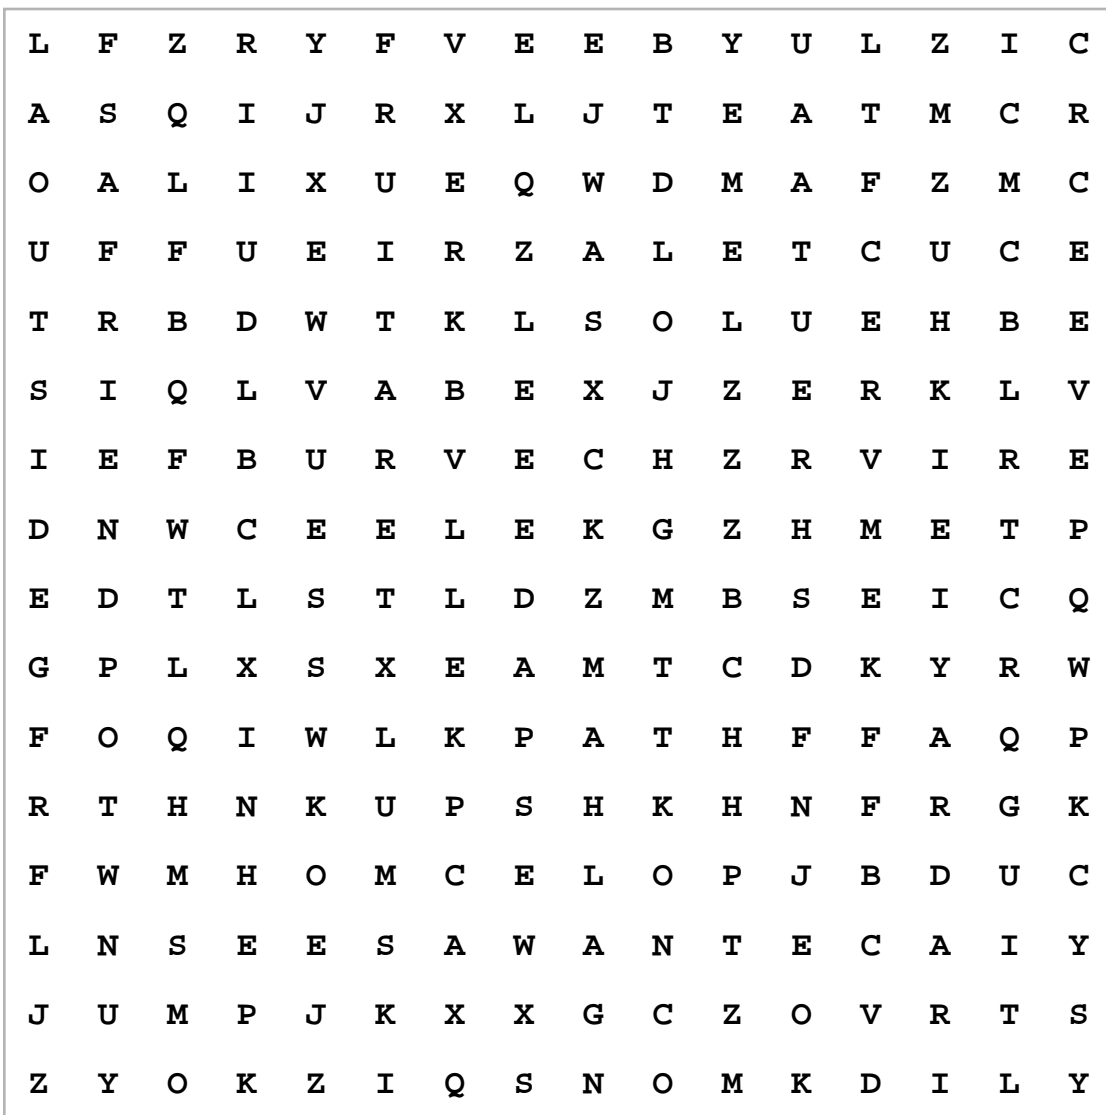 L F Z R Y F V E E B Y U L Z I C
A S Q I J R X L J T E A T M C R
O A L I X U E Q W D M A F Z M C
U F F U E I R Z A L E T C U C E
T R B D W T K L S O L U E H B E
S I Q L V A B E X J Z E R K L V
I E F B U R V E C H Z R V I R E
D N W C E E L E K G Z H M E T P
E D T L S T L D Z M B S E I C Q
G P L X S X E A M T C D K Y R W
F O Q I W L K P A T H F F A Q P
R T H N K U P S H K H N F R G K
F W M H O M C E L O P J B D U C
L N S E E S A W A N T E C A I Y
J U M P J K X X G C Z O V R T S
Z Y O K Z I Q S N O M K D I L Y